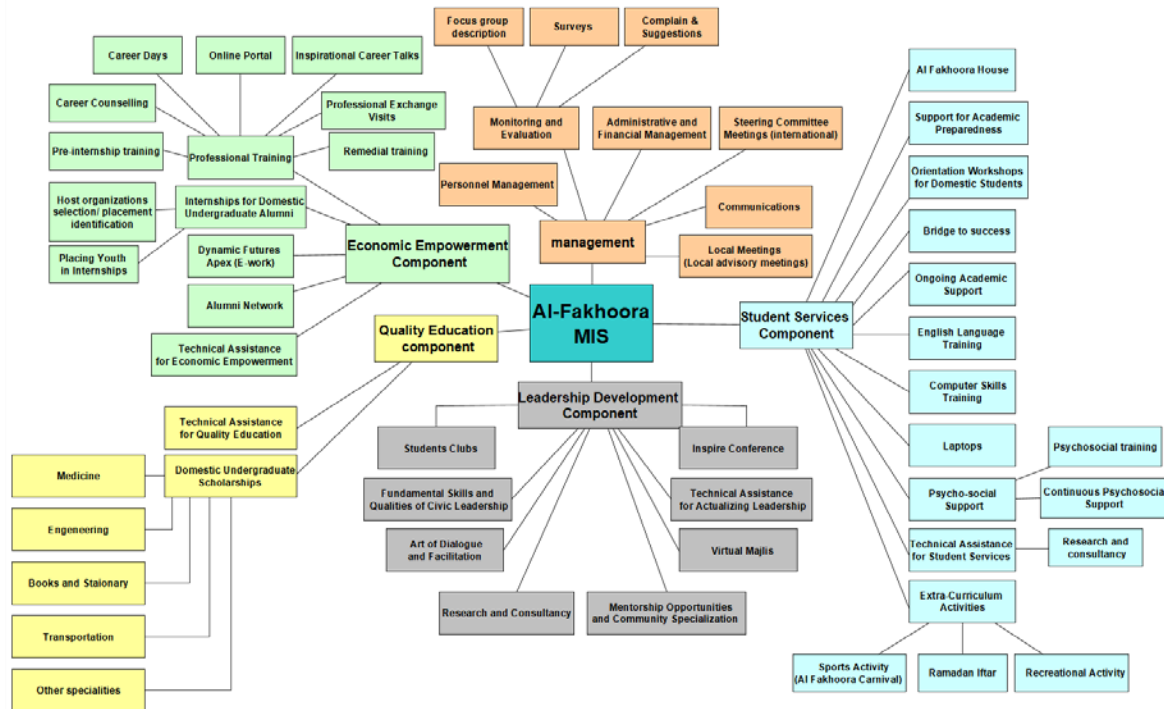 Focus group
description
Surveys
Complain &
Suggestions
Career Days
Online Portal
Inspirational Career Talks
Al Fakhoora House
Career Counselling
Professional Exchange
Visits
Monitoring and
Evaluation
Administrative and
Financial Management
Steering Committee
Meetings (international)
Support for Academic
Preparedness
Pre-internship training
Professional Training
Remedial training
Orientation Workshops
for Domestic Students
Personnel Management
Host organizations
selection/ placement
identification
Internships for Domestic
Undergraduate Alumni
Communications
Bridge to success
Economic Empowerment
Component
management
Dynamic Futures
Apex (E-work)
Local Meetings
(Local advisory meetings)
Placing Youth
in Internships
Ongoing Academic
Support
Alumni Network
Al-Fakhoora
MIS
Student Services
Component
Quality Education
component
English Language
Training
Technical Assistance
for Economic Empowerment
Leadership Development
Component
Computer Skills
Training
Technical Assistance
for Quality Education
Students Clubs
Inspire Conference
Laptops
Psychosocial training
Medicine
Domestic Undergraduate
Scholarships
Fundamental Skills and
Qualities of Civic Leadership
Technical Assistance
for Actualizing Leadership
Psycho-social
Support
Continuous Psychosocial
Support
Engeneering
Art of Dialogue
and Facilitation
Virtual Majlis
Technical Assistance
for Student Services
Research and
consultancy
Books and Staionary
Extra-Curriculum
Activities
Research and Consultancy
Mentorship Opportunities
and Community Specialization
Transportation
Sports Activity
(Al Fakhoora Carnival)
Ramadan Iftar
Recreational Activity
Other specialities